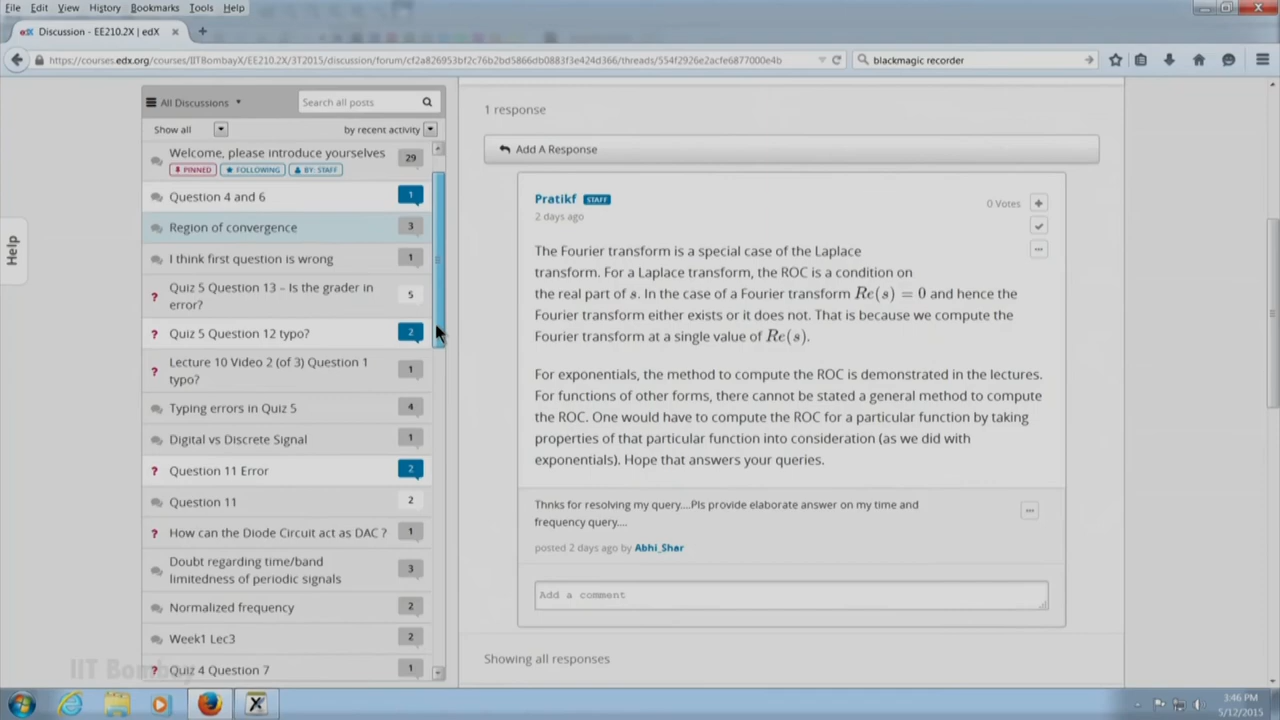 File Edit View History Bookmarks Tools Help
Discussion - EE210.2X | edX
https://courses.edx.org/courses/IITBombayX/EE210.2X/3T2015/discussion/forum/cf2a826953bf2c76b2bd5866db0883f3e424d366/threads/554f2926e2acfe6877000e4b
blackmagic recorder
All Discussions
Search all posts
Show all
by recent activity
Welcome, please introduce yourselves 29
PINNED FOLLOWING BY: STAFF
Question 4 and 6 1
Region of convergence 3
I think first question is wrong 1
Quiz 5 Question 13 – Is the grader in
error? 5
? Quiz 5 Question 12 typo? 2
Lecture 10 Video 2 (of 3) Question 1
? typo? 1
Typing errors in Quiz 5 4
Digital vs Discrete Signal 1
? Question 11 Error 2
Question 11 2
? How can the Diode Circuit act as DAC ? 1
Doubt regarding time/band
limitedness of periodic signals 3
Normalized frequency 2
Week1 Lec3 2
? Quiz 4 Question 7 1
Help
1 response
Add A Response
Pratikf STAFF
2 days ago
0 Votes
The Fourier transform is a special case of the Laplace
transform. For a Laplace transform, the ROC is a condition on
the real part of s. In the case of a Fourier transform Re(s) = 0 and hence the
Fourier transform either exists or it does not. That is because we compute the
Fourier transform at a single value of Re(s).
For exponentials, the method to compute the ROC is demonstrated in the lectures.
For functions of other forms, there cannot be stated a general method to compute
the ROC. One would have to compute the ROC for a particular function by taking
properties of that particular function into consideration (as we did with
exponentials). Hope that answers your queries.
Thnks for resolving my query....Pls provide elaborate answer on my time and
frequency query....
posted 2 days ago by Abhi_Shar
Add a comment
Showing all responses
IIT Bombay
3:46 PM
5/12/2015